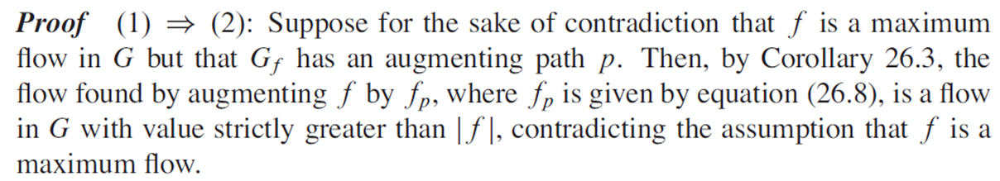 Proof (1) ⇒ (2): Suppose for the sake of contradiction that f is a maximum
flow in G but that G_f has an augmenting path p. Then, by Corollary 26.3, the
flow found by augmenting f by f_p, where f_p is given by equation (26.8), is a flow
in G with value strictly greater than |f|, contradicting the assumption that f is a
maximum flow.